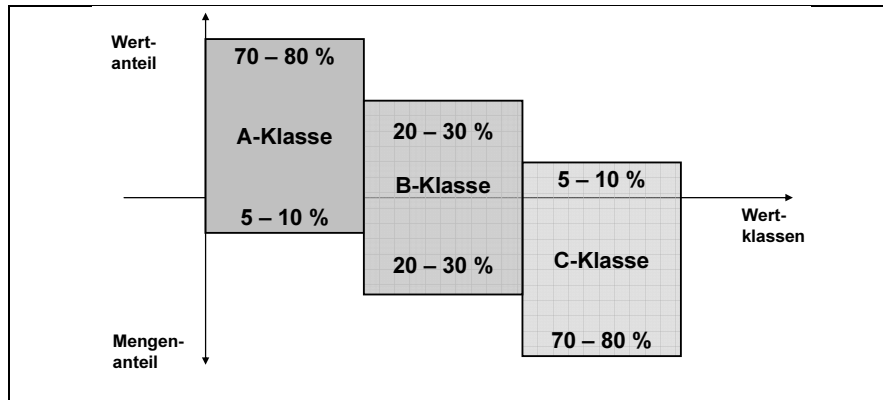 Wert-
anteil
70 – 80 %
A-Klasse
5 – 10 %
20 – 30 %
B-Klasse
20 – 30 %
5 – 10 %
C-Klasse
70 – 80 %
Wert-
klassen
Mengen-
anteil